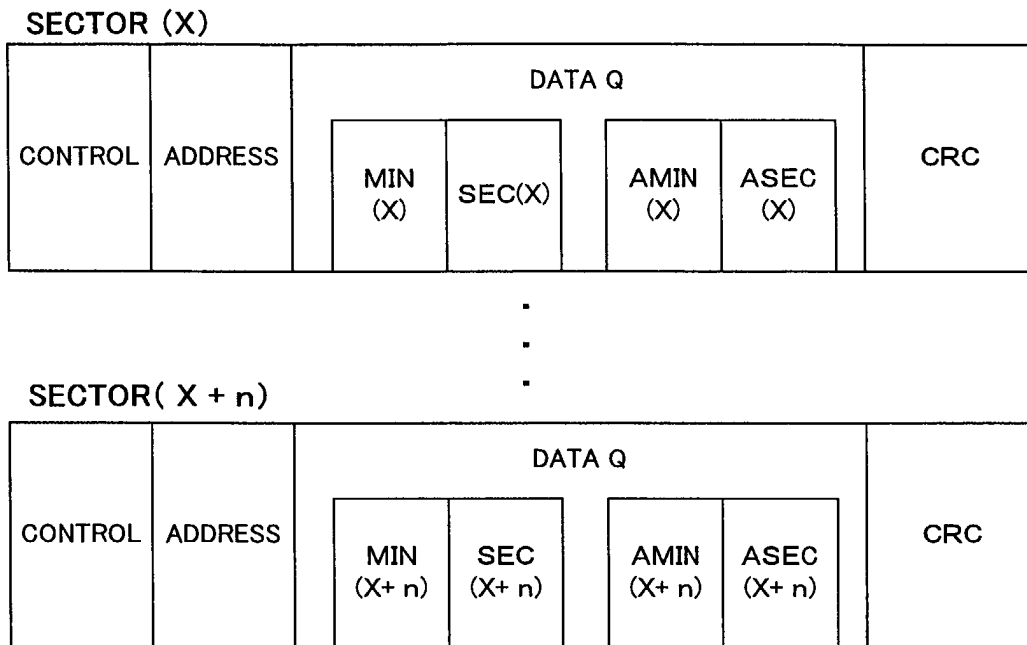 SECTOR (X)
DATA Q
CONTROL ADDRESS MIN (X) SEC(X) AMIN (X) ASEC (X) CRC
SECTOR( X + n)
DATA Q
CONTROL ADDRESS MIN (X+ n) SEC (X+ n) AMIN (X+ n) ASEC (X+ n) CRC